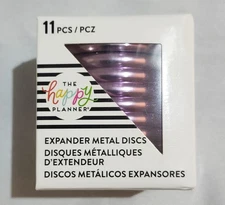 11 PCS / PCZ
THE
happy
PLANNER®
EXPANDER METAL DISCS
DISQUES MÉTALLIQUES
D'EXTENDEUR
DISCOS METÁLICOS EXPANSORES